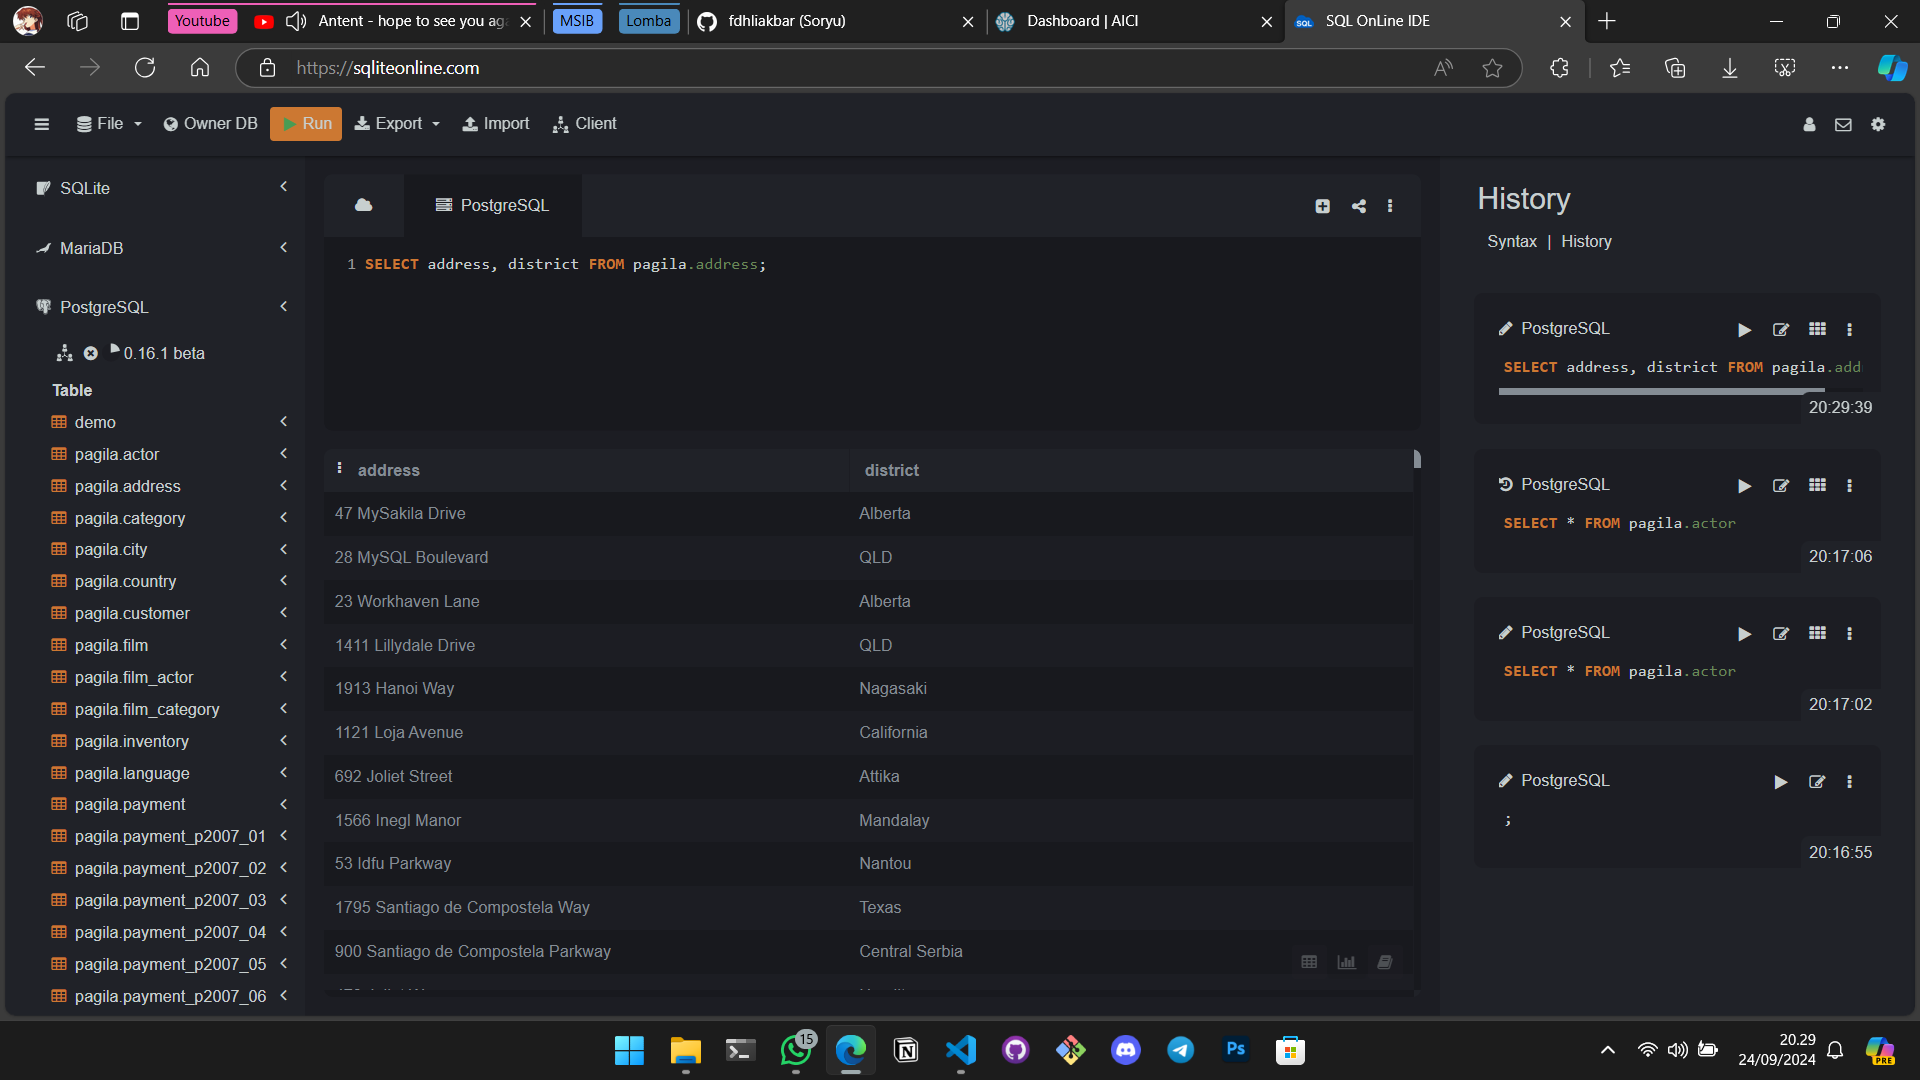 Youtube
Antent - hope to see you aga
MSIB
Lomba
fdhliakbar (Soryu)
Dashboard | AICI
SQL OnLine IDE
https://sqliteonline.com
File
Owner DB
Run
Export
Import
Client
SQLite
MariaDB
PostgreSQL
0.16.1 beta
Table
demo
pagila.actor
pagila.address
pagila.category
pagila.city
pagila.country
pagila.customer
pagila.film
pagila.film_actor
pagila.film_category
pagila.inventory
pagila.language
pagila.payment
pagila.payment_p2007_01
pagila.payment_p2007_02
pagila.payment_p2007_03
pagila.payment_p2007_04
pagila.payment_p2007_05
pagila.payment_p2007_06
PostgreSQL
1 SELECT address, district FROM pagila.address;
address district
47 MySakila Drive Alberta
28 MySQL Boulevard QLD
23 Workhaven Lane Alberta
1411 Lillydale Drive QLD
1913 Hanoi Way Nagasaki
1121 Loja Avenue California
692 Joliet Street Attika
1566 Inegl Manor Mandalay
53 Idfu Parkway Nantou
1795 Santiago de Compostela Way Texas
900 Santiago de Compostela Parkway Central Serbia
History
Syntax | History
PostgreSQL
SELECT address, district FROM pagila.add
20:29:39
PostgreSQL
SELECT * FROM pagila.actor
20:17:06
PostgreSQL
SELECT * FROM pagila.actor
20:17:02
PostgreSQL
;
20:16:55
15
Ps
20.29
24/09/2024
PRE